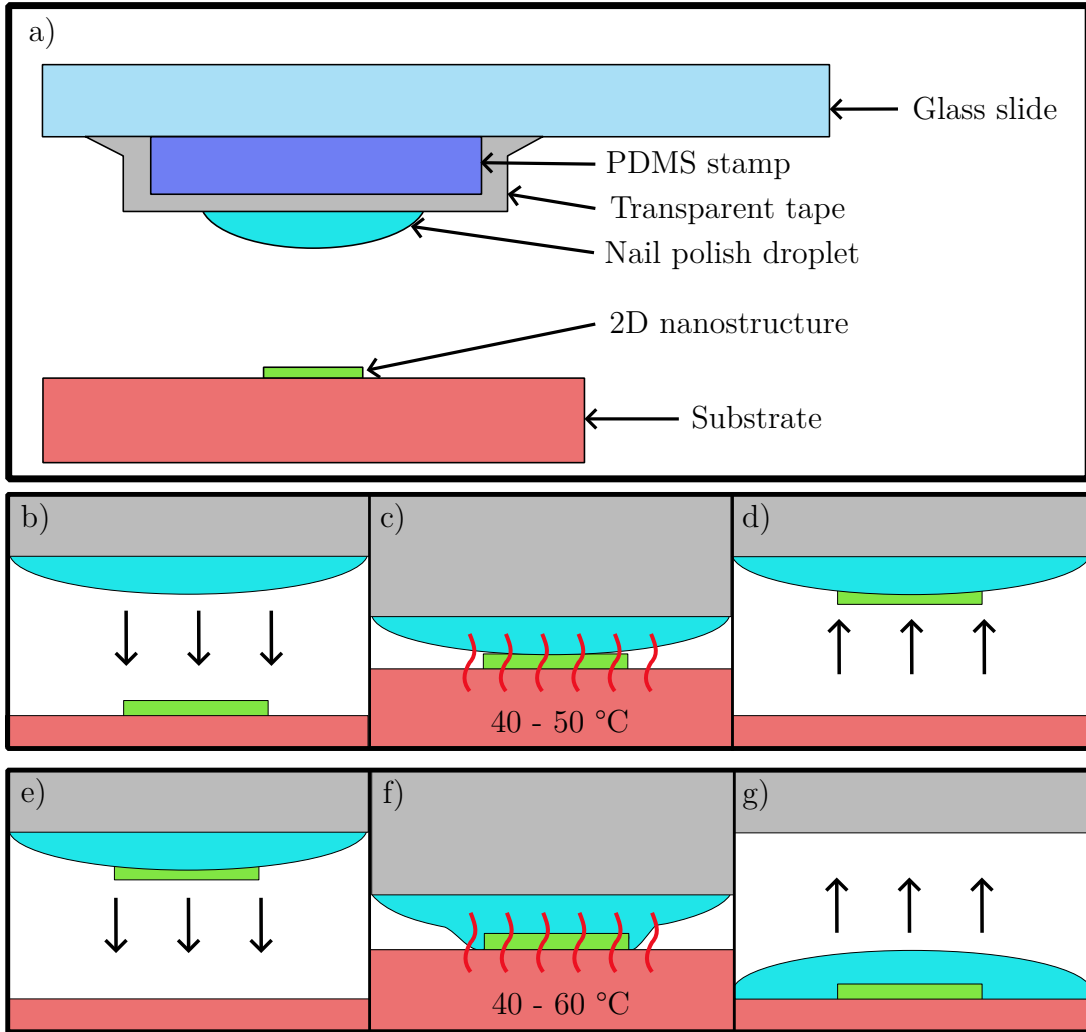 a)
Glass slide
PDMS stamp
Transparent tape
Nail polish droplet
2D nanostructure
Substrate
b)
c)
40 - 50 °C
d)
e)
f)
40 - 60 °C
g)